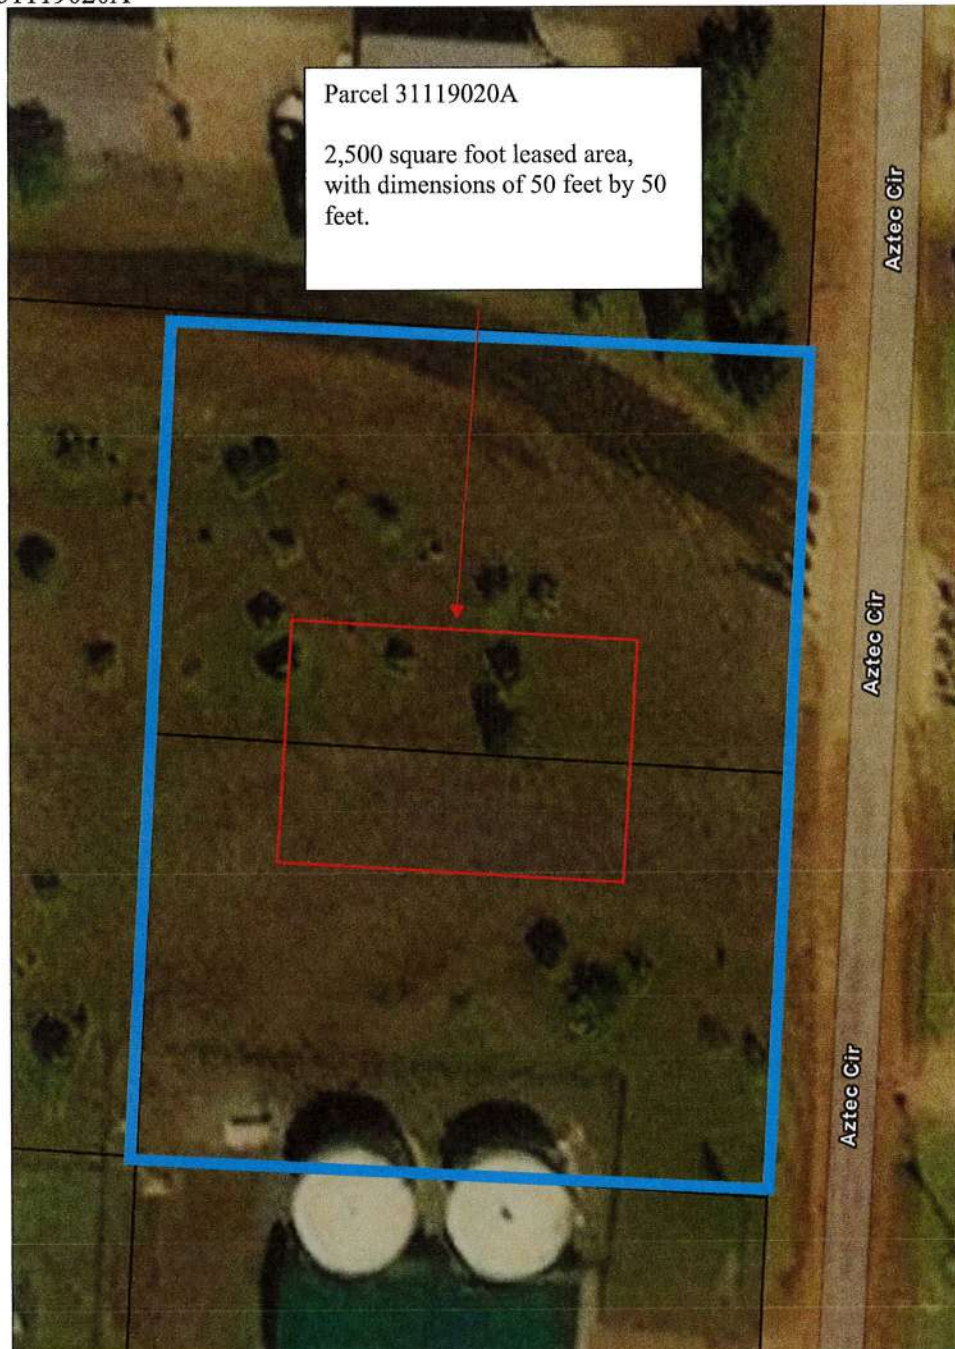 31119020A
Parcel 31119020A
2,500 square foot leased area,
with dimensions of 50 feet by 50
feet.
Aztec Cir
Aztec Cir
Aztec Cir